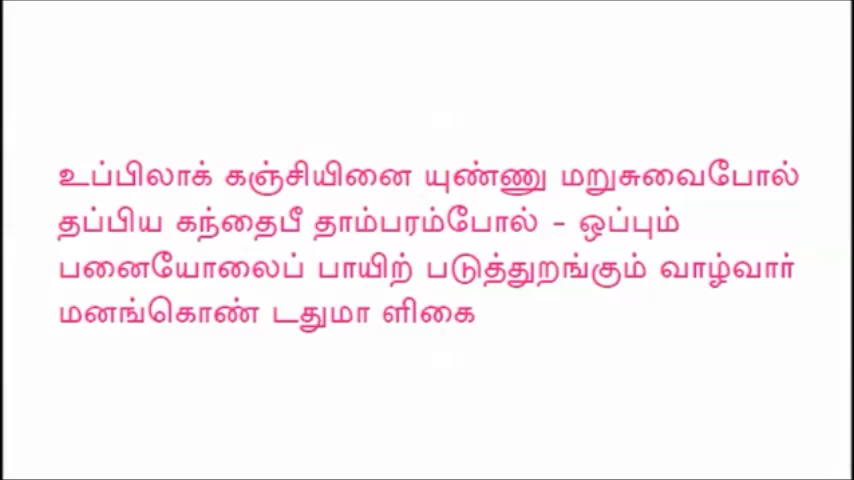 உப்பிலாக் கஞ்சியினை யுண்ணு மறுசுவைபோல்
தப்பிய கந்தைபீ தாம்பரம்போல் - ஒப்பும்
பனையோலைப் பாயிற் படுத்துறங்கும் வாழ்வார்
மனங்கொண் டதுமா ளிகை